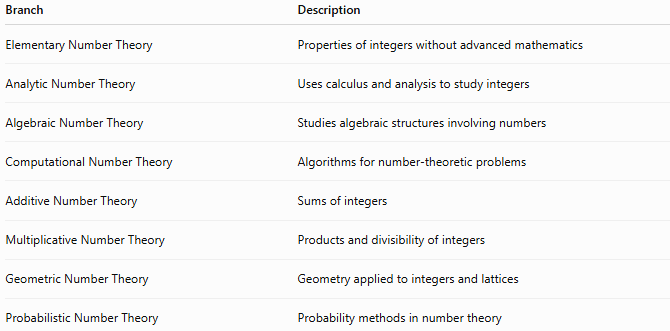 Branch Description
Elementary Number Theory Properties of integers without advanced mathematics
Analytic Number Theory Uses calculus and analysis to study integers
Algebraic Number Theory Studies algebraic structures involving numbers
Computational Number Theory Algorithms for number-theoretic problems
Additive Number Theory Sums of integers
Multiplicative Number Theory Products and divisibility of integers
Geometric Number Theory Geometry applied to integers and lattices
Probabilistic Number Theory Probability methods in number theory